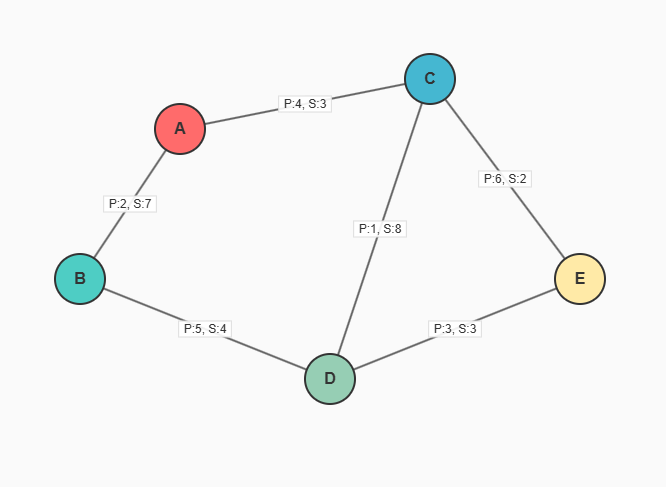 C
P:4, S:3
A
P:6, S:2
P:2, S:7
P:1, S:8
B
E
P:5, S:4
P:3, S:3
D